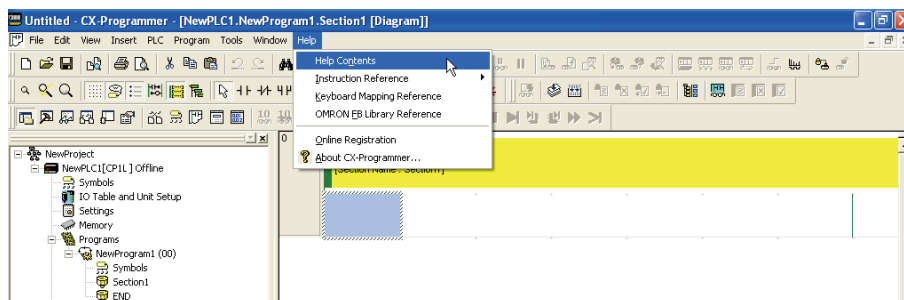 Untitled - CX-Programmer - [NewPLC1.NewProgram1.Section1 [Diagram]]
File Edit View Insert PLC Program Tools Window Help
Help Contents
Instruction Reference
Keyboard Mapping Reference
OMRON FB Library Reference
Online Registration
About CX-Programmer...
0
[Section Name : Section1]
NewProject
NewPLC1[CP1L] Offline
Symbols
IO Table and Unit Setup
Settings
Memory
Programs
NewProgram1 (00)
Symbols
Section1
END